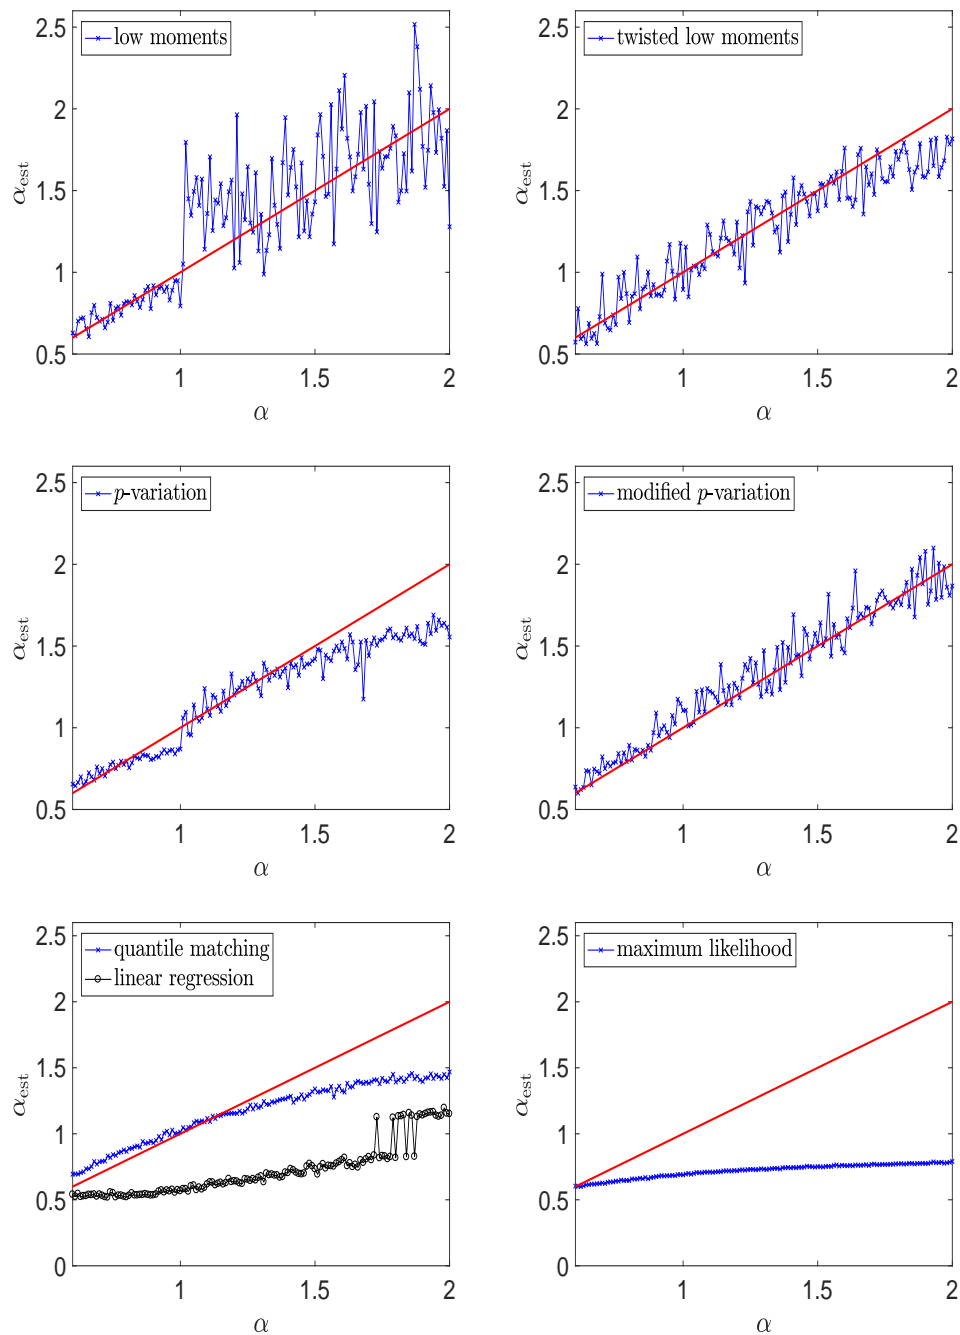 low moments
2.5
2
1.5
1
0.5
α_est
1
1.5
2
α
twisted low moments
2.5
2
1.5
1
0.5
α_est
1
1.5
2
α
p-variation
2.5
2
1.5
1
0.5
α_est
1
1.5
2
α
modified p-variation
2.5
2
1.5
1
0.5
α_est
1
1.5
2
α
quantile matching
linear regression
2.5
2
1.5
1
0.5
0
α_est
1
1.5
2
α
maximum likelihood
2.5
2
1.5
1
0.5
0
α_est
1
1.5
2
α